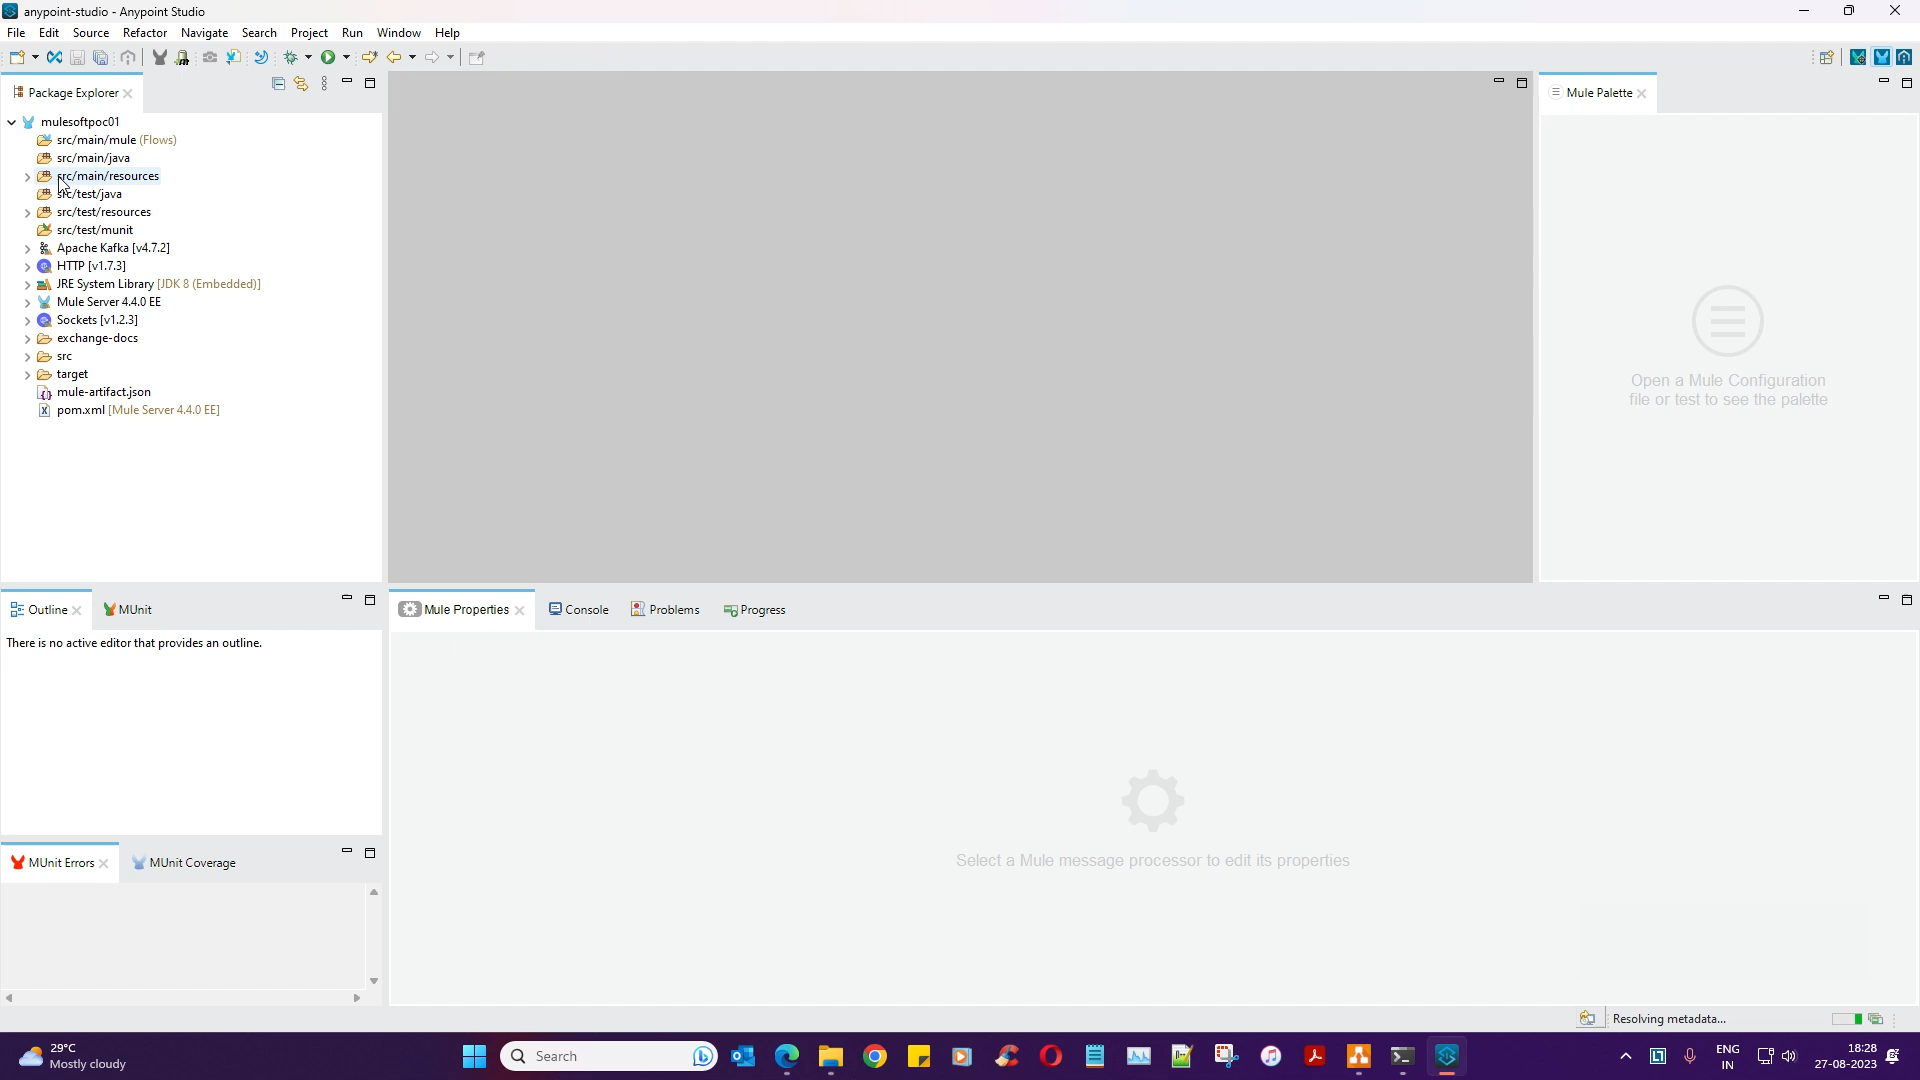 anypoint-studio - Anypoint Studio
File Edit Source Refactor Navigate Search Project Run Window Help
Package Explorer
mulesoftpoc01
src/main/mule (Flows)
src/main/java
src/main/resources
src/test/java
src/test/resources
src/test/munit
Apache Kafka [v4.7.2]
HTTP [v1.7.3]
JRE System Library [JDK 8 (Embedded)]
Mule Server 4.4.0 EE
Sockets [v1.2.3]
exchange-docs
src
target
mule-artifact.json
pom.xml [Mule Server 4.4.0 EE]
Mule Palette
Open a Mule Configuration
file or test to see the palette
Outline MUnit
There is no active editor that provides an outline.
MUnit Errors MUnit Coverage
Mule Properties Console Problems Progress
Select a Mule message processor to edit its properties
Resolving metadata...
29°C
Mostly cloudy
Search
ENG
IN
18:28
27-08-2023